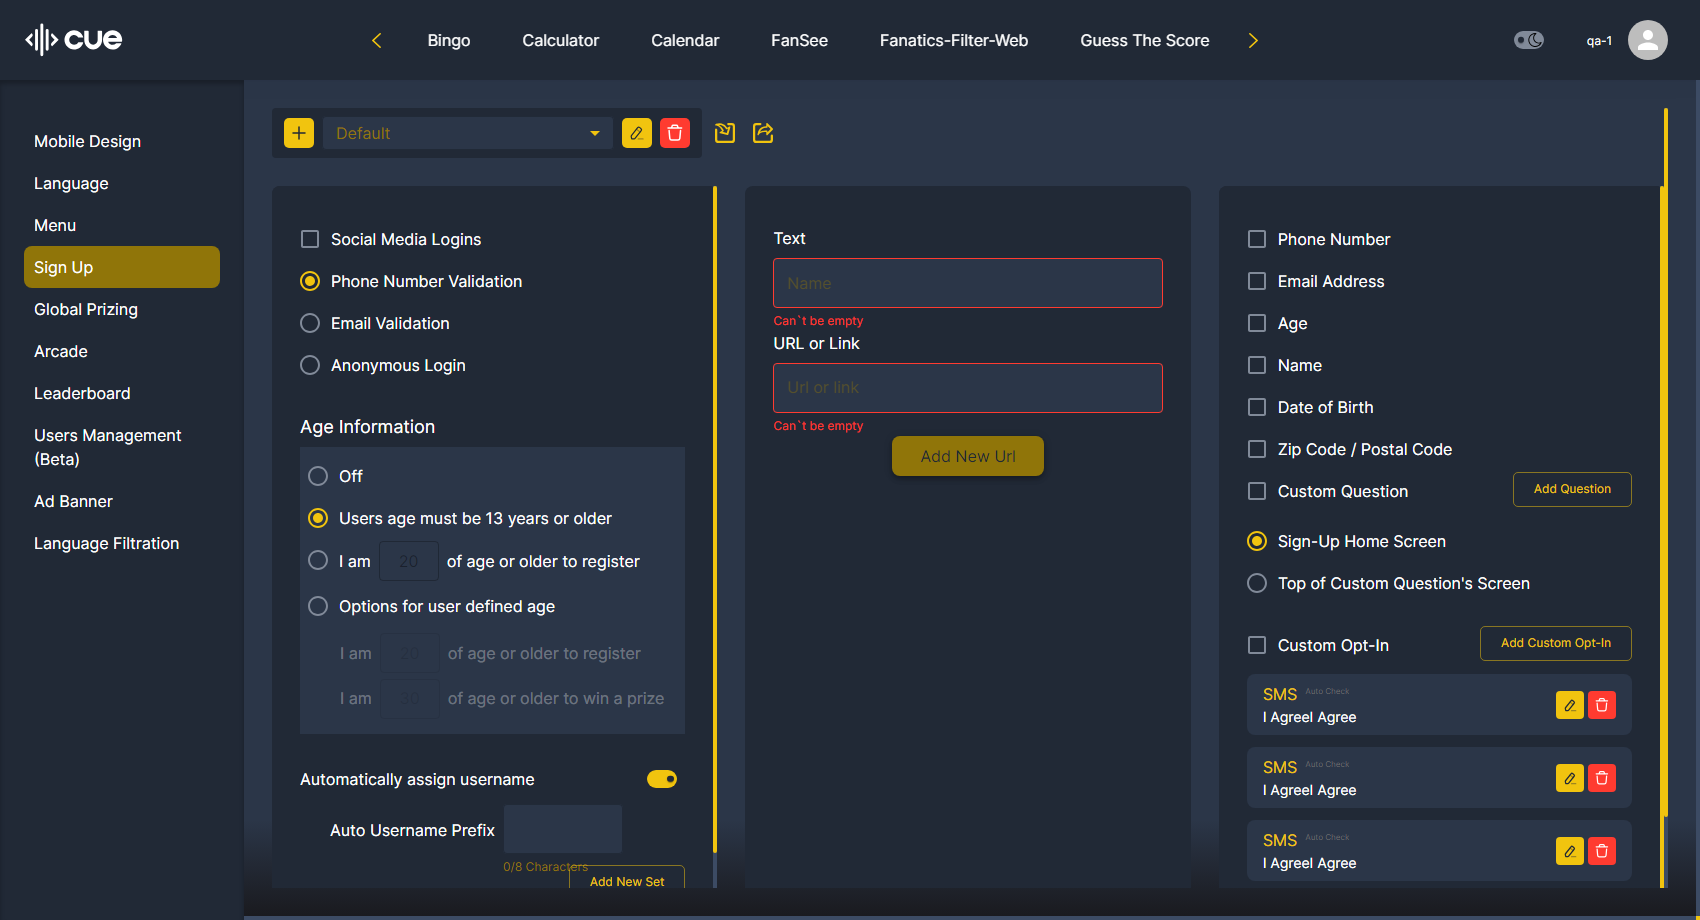 cue
Bingo
Calculator
Calendar
FanSee
Fanatics-Filter-Web
Guess The Score
qa-1
Mobile Design
Language
Menu
Sign Up
Global Prizing
Arcade
Leaderboard
Users Management
(Beta)
Ad Banner
Language Filtration
Default
Social Media Logins
Phone Number Validation
Email Validation
Anonymous Login
Age Information
Off
Users age must be 13 years or older
I am 20 of age or older to register
Options for user defined age
I am 20 of age or older to register
I am 30 of age or older to win a prize
Automatically assign username
Auto Username Prefix
0/8 Characters
Add New Set
Text
Name
Can`t be empty
URL or Link
Url or link
Can`t be empty
Add New Url
Phone Number
Email Address
Age
Name
Date of Birth
Zip Code / Postal Code
Custom Question
Add Question
Sign-Up Home Screen
Top of Custom Question's Screen
Custom Opt-In
Add Custom Opt-In
SMS Auto Check
I AgreeI Agree
SMS Auto Check
I AgreeI Agree
SMS Auto Check
I AgreeI Agree